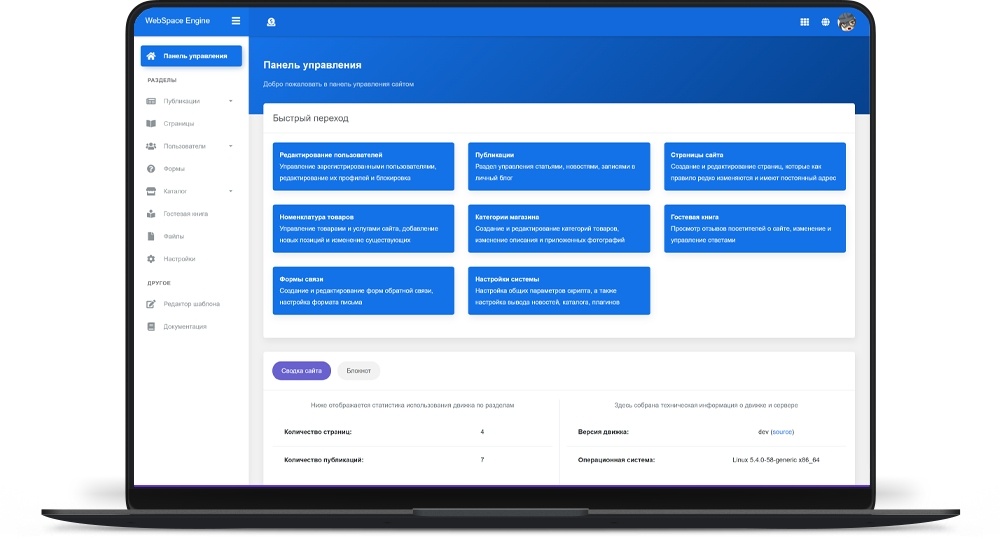 WebSpace Engine
Панель управления
РАЗДЕЛЫ
Публикации
Страницы
Пользователи
Формы
Каталог
Гостевая книга
Файлы
Настройки
ДРУГОЕ
Редактор шаблона
Документация
Панель управления
Добро пожаловать в панель управления сайтом
Быстрый переход
Редактирование пользователей
Управление зарегистрированными пользователями,
редактирование их профилей и блокировка
Публикации
Раздел управления статьями, новостями, записями в
личный блог
Страницы сайта
Создание и редактирование страниц, которые как
правило редко изменяются и имеют постоянный адрес
Номенклатура товаров
Управление товарами и услугами сайта, добавление
новых позиций и изменение существующих
Категории магазина
Создание и редактирование категорий товаров,
изменение описания и приложенных фотографий
Гостевая книга
Просмотр отзывов посетителей о сайте, изменение и
управление ответами
Формы связи
Создание и редактирование форм обратной связи,
настройка формата письма
Настройки системы
Настройка общих параметров скрипта, а также
настройка вывода новостей, каталога, плагинов
Сводка сайта
Блокнот
Ниже отображается статистика использования движка по разделам
Количество страниц: 4
Количество публикаций: 7
Здесь собрана техническая информация о движке и сервере
Версия движка: dev (source)
Операционная система: Linux 5.4.0-58-generic x86_64